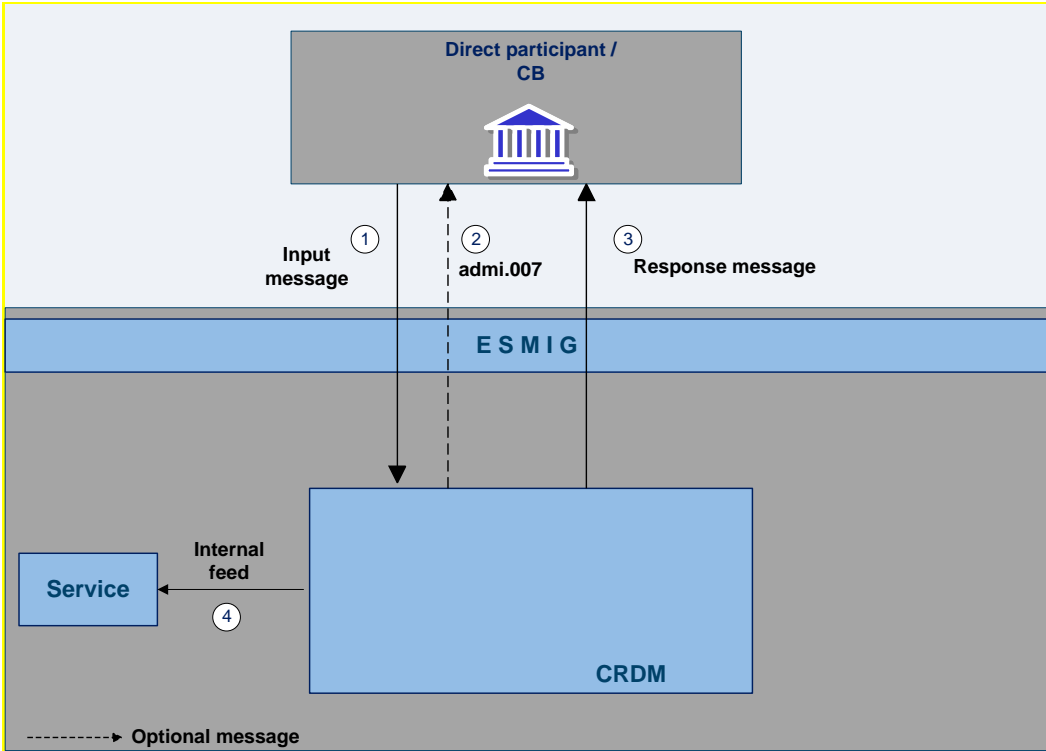 Direct participant /
CB
1
2
3
Input
message
admi.007
Response message
E S M I G
Internal
feed
Service
4
CRDM
Optional message